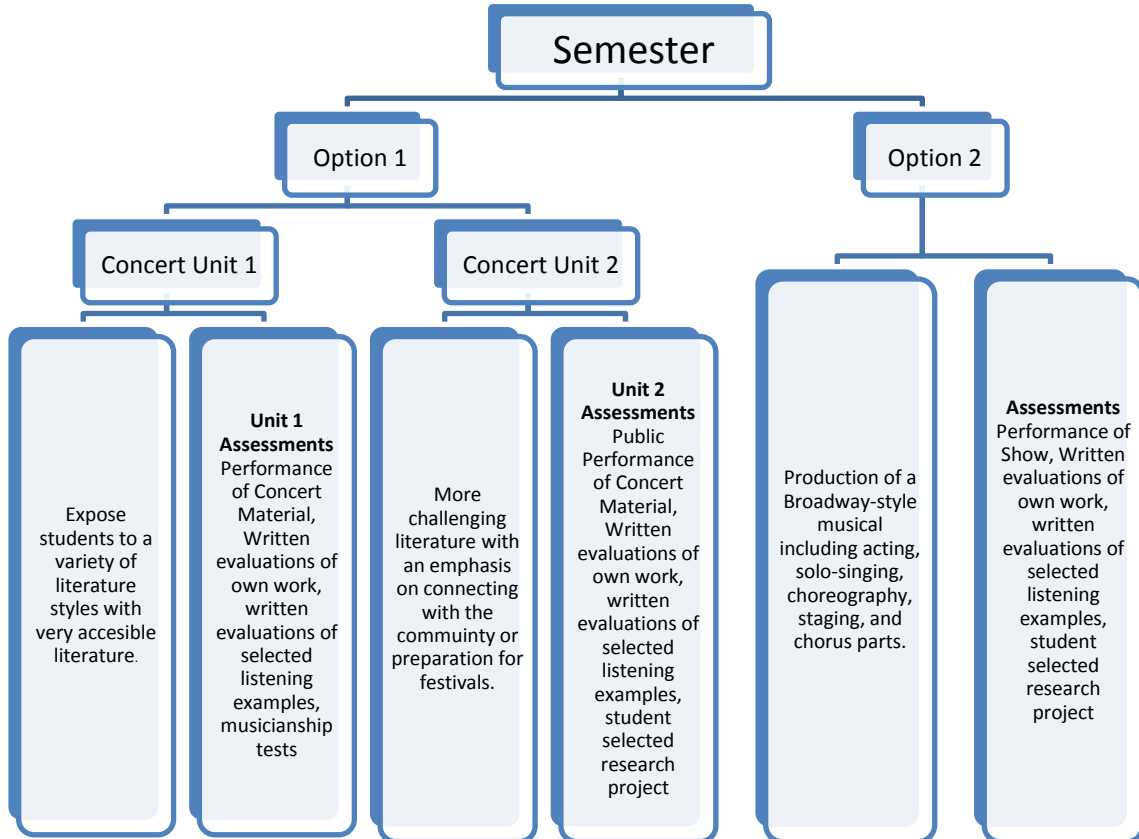 Semester
Option 1
Option 2
Concert Unit 1
Concert Unit 2
Expose
students to a
variety of
literature
styles with
very accesible
literature.
Unit 1
Assessments
Performance
of Concert
Material,
Written
evaluations of
own work,
written
evaluations of
selected
listening
examples,
musicianship
tests
More
challenging
literature with
an emphasis
on connecting
with the
commuinty or
preparation for
festivals.
Unit 2
Assessments
Public
Performance
of Concert
Material,
Written
evaluations of
own work,
written
evaluations of
selected
listening
examples,
student
selected
research
project
Production of a
Broadway-style
musical
including acting,
solo-singing,
choreography,
staging, and
chorus parts.
Assessments
Performance of
Show, Written
evaluations of
own work,
written
evaluations of
selected
listening
examples,
student
selected
research
project